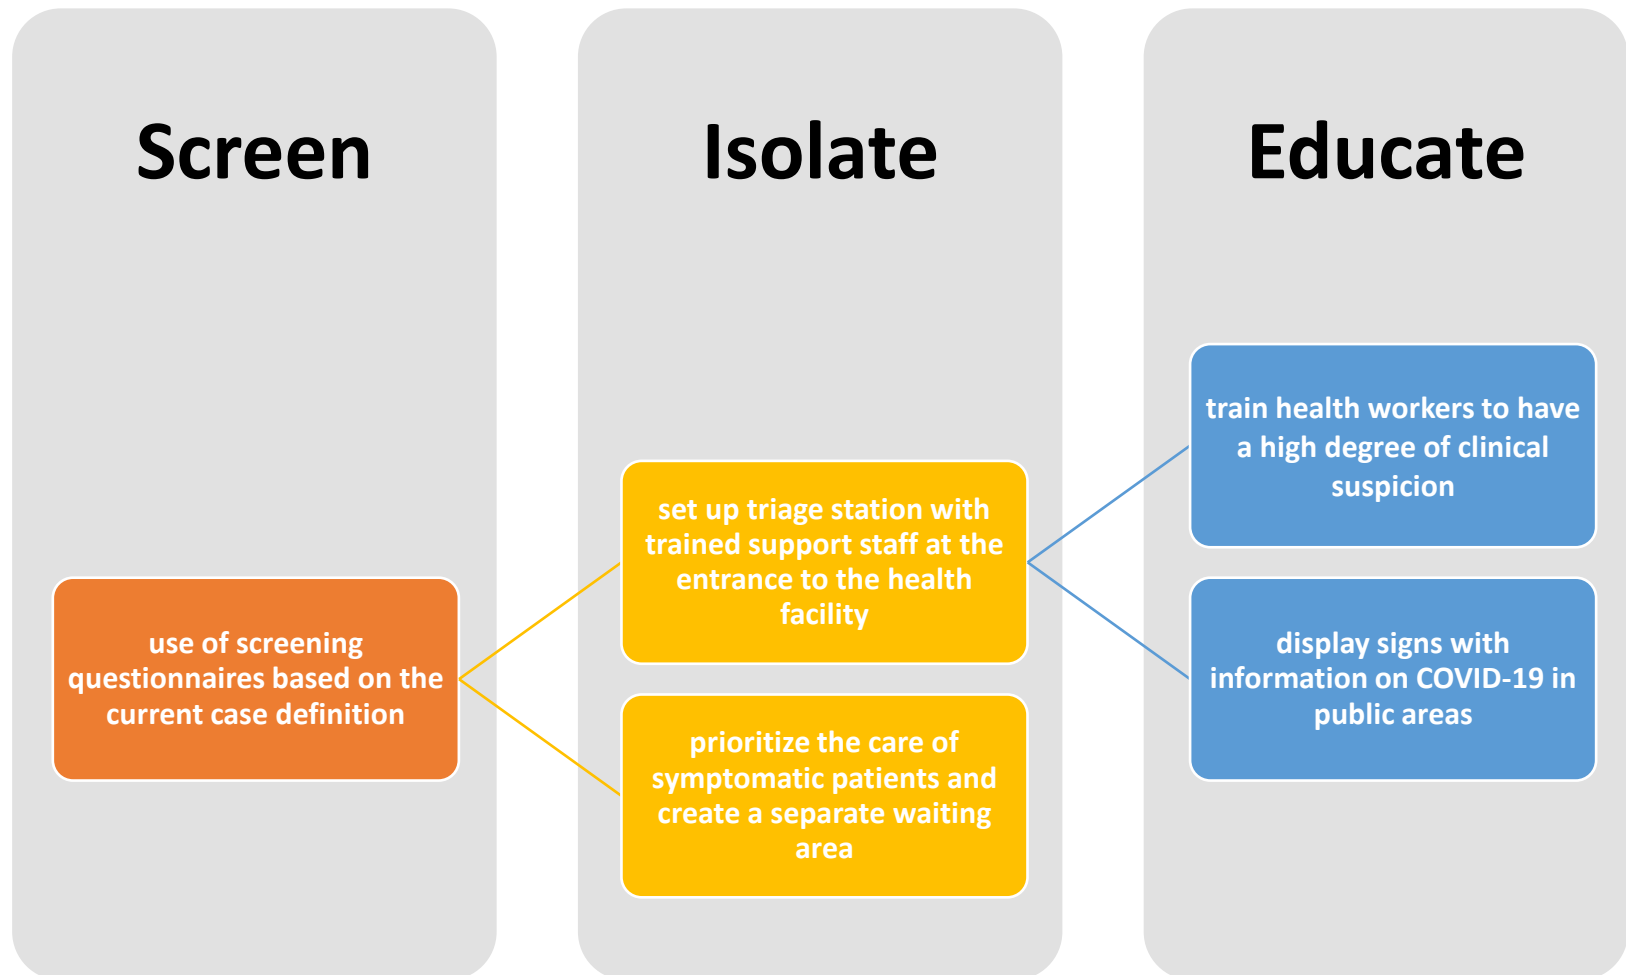 Screen
use of screening
questionnaires based on the
current case definition
Isolate
set up triage station with
trained support staff at the
entrance to the health
facility
prioritize the care of
symptomatic patients and
create a separate waiting
area
Educate
train health workers to have
a high degree of clinical
suspicion
display signs with
information on COVID-19 in
public areas